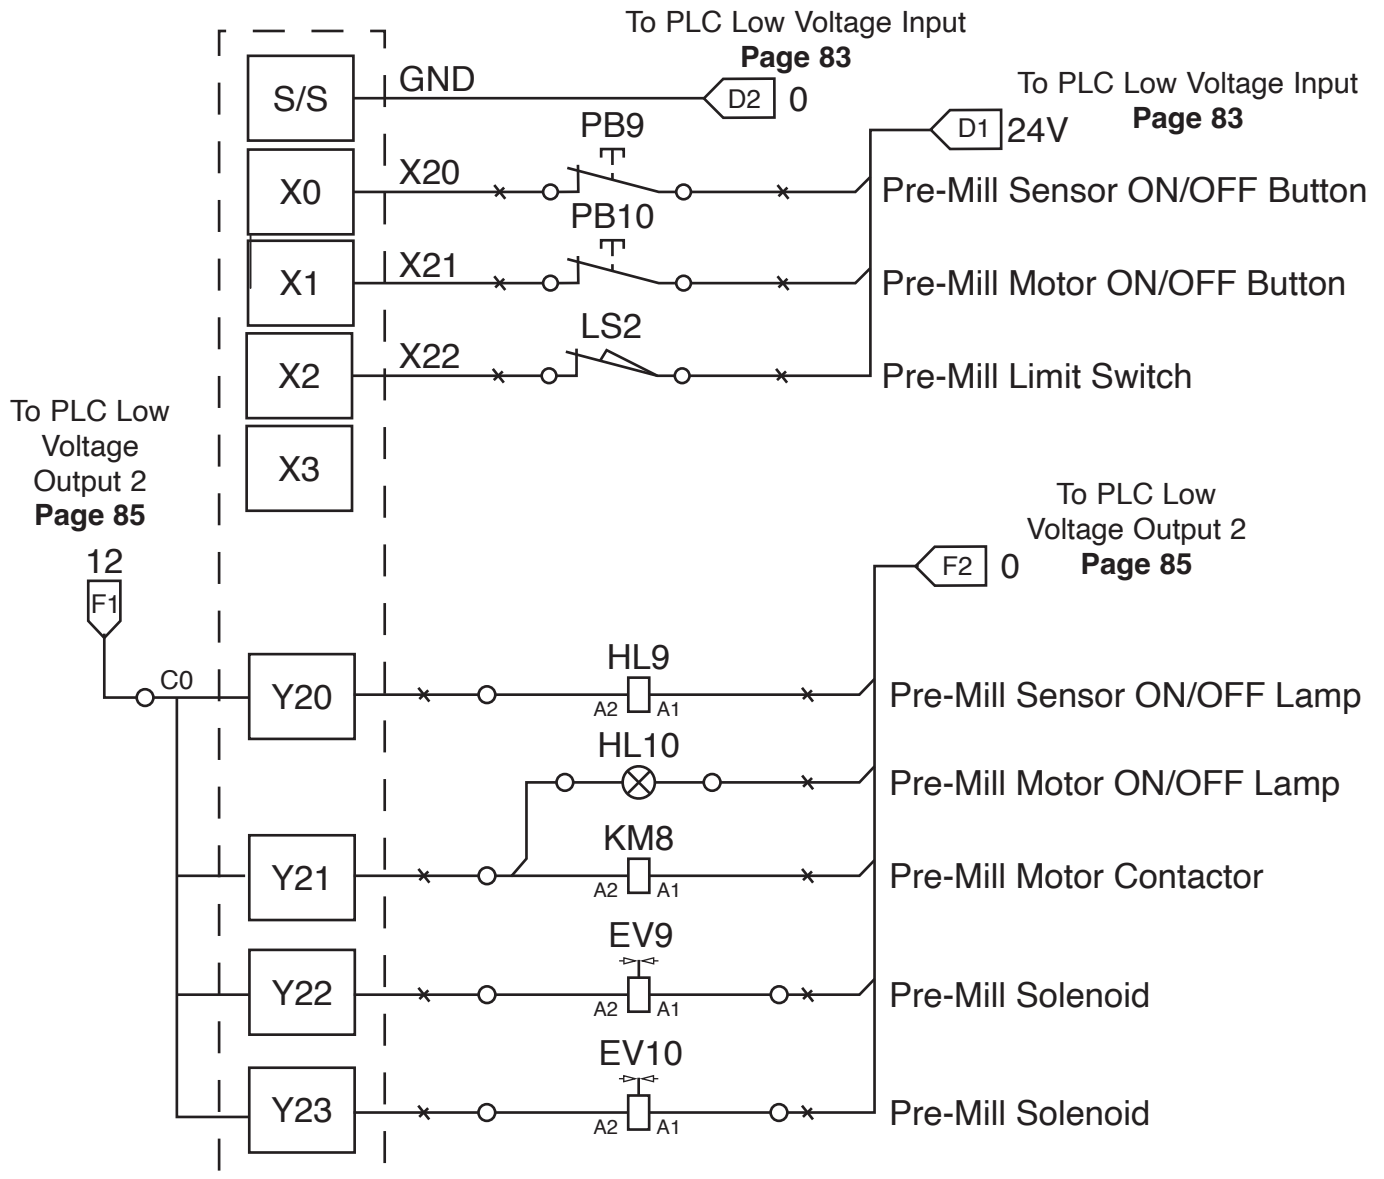 To PLC Low Voltage Input
Page 83
To PLC Low Voltage Input
Page 83
S/S
GND
D2
0
D1
24V
PB9
X0
X20
Pre-Mill Sensor ON/OFF Button
PB10
X1
X21
Pre-Mill Motor ON/OFF Button
LS2
X2
X22
Pre-Mill Limit Switch
X3
To PLC Low
Voltage
Output 2
Page 85
12
F1
To PLC Low
Voltage Output 2
Page 85
F2
0
C0
Y20
HL9
A2
A1
Pre-Mill Sensor ON/OFF Lamp
HL10
Pre-Mill Motor ON/OFF Lamp
Y21
KM8
A2
A1
Pre-Mill Motor Contactor
EV9
Y22
A2
A1
Pre-Mill Solenoid
EV10
Y23
A2
A1
Pre-Mill Solenoid